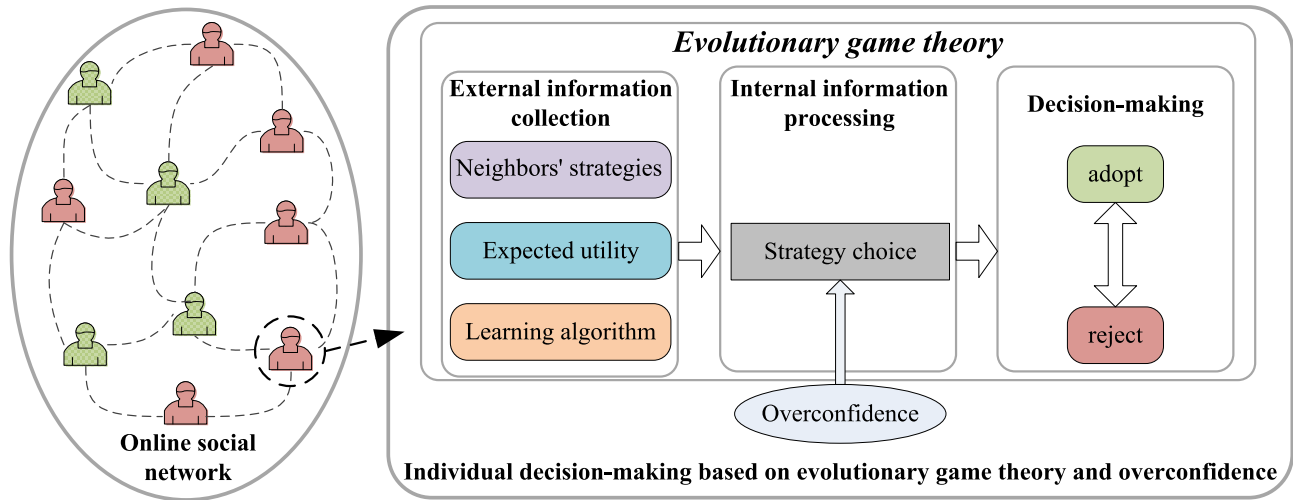 Evolutionary game theory
External information
collection
Neighbors' strategies
Expected utility
Learning algorithm
Internal information
processing
Strategy choice
Decision-making
adopt
reject
Overconfidence
Online social
network
Individual decision-making based on evolutionary game theory and overconfidence